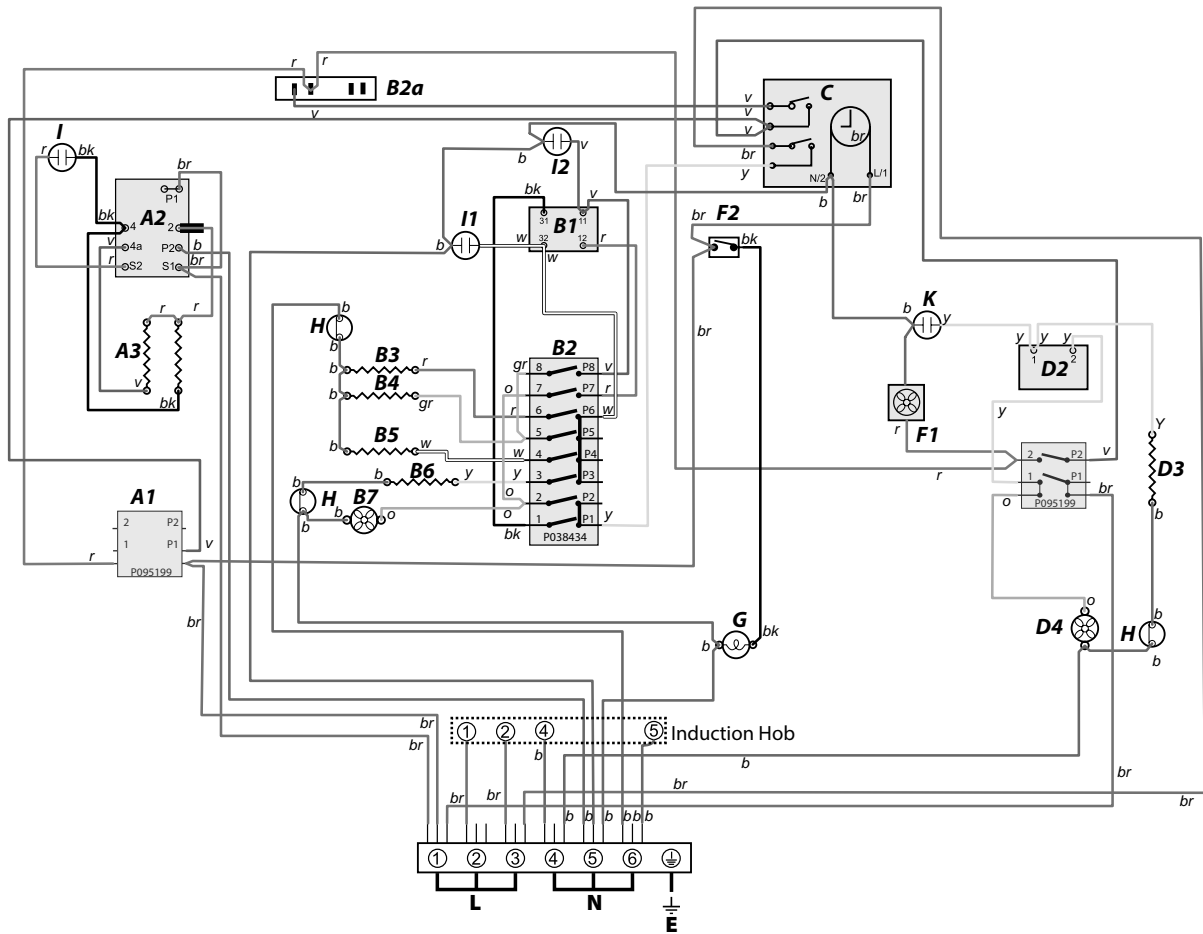 r
r
B2a
v
v
v
v
br
y
C
br
N/2
L/1
b
br
I
r
bk
br
P1
A2
bk
4
2
v
4a
P2
b
r
S2
S1
br
r
r
A3
v
bk
b
I2
v
bk
v
31
11
B1
I1
b
w
32
12
r
w
br
F2
bk
br
H
b
b
B3
r
b
B4
gr
b
B5
w
B2
gr
8
P8
v
o
7
P7
r
r
6
P6
w
5
P5
w
4
P4
b
B6
y
y
3
P3
o
2
P2
o
1
P1
y
bk
P038434
b
H
b
B7
b
o
b
K
y
y
y
y
1
2
D2
F1
r
y
2
P2
v
r
1
P1
br
o
P095199
Y
D3
b
A1
2
P2
1
P1
v
r
P095199
br
G
b
bk
o
D4
b
H
b
1
2
4
5
Induction Hob
br
br
b
b
br
br
br
br
br
b
b
b
b
b
b
b
1
2
3
4
5
6
L
N
E